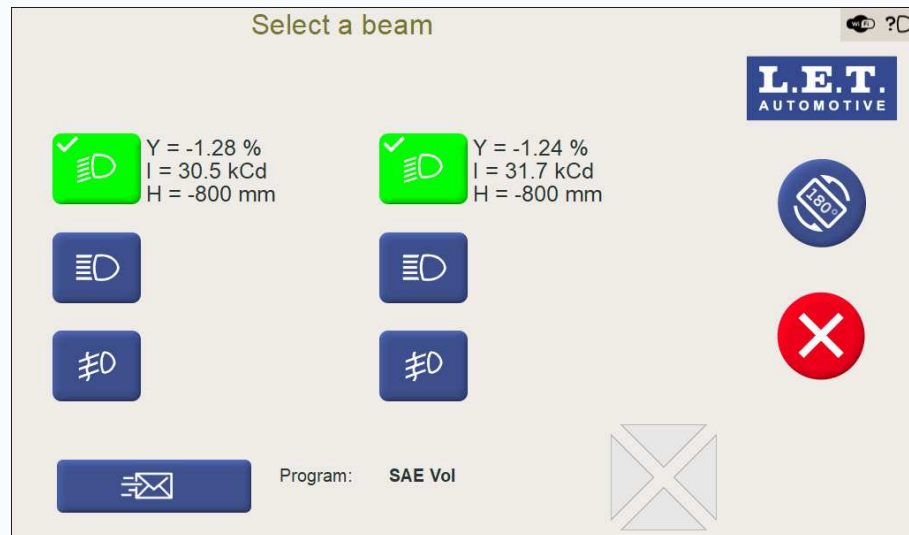 Select a beam
WiFi ?
L.E.T.
AUTOMOTIVE
Y = -1.28 %
I = 30.5 kCd
H = -800 mm
Y = -1.24 %
I = 31.7 kCd
H = -800 mm
180°
Program: SAE Vol